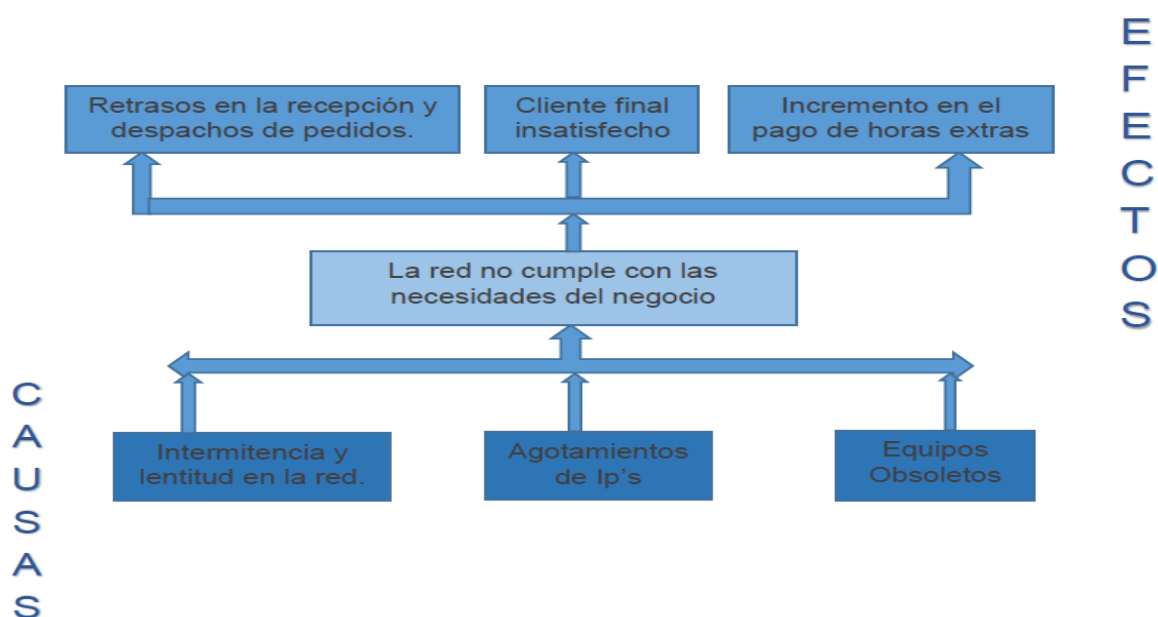 EFECTOS
Retrasos en la recepción y
despachos de pedidos.
Cliente final
insatisfecho
Incremento en el
pago de horas extras
La red no cumple con las
necesidades del negocio
CAUSAS
Intermitencia y
lentitud en la red.
Agotamientos
de Ip's
Equipos
Obsoletos